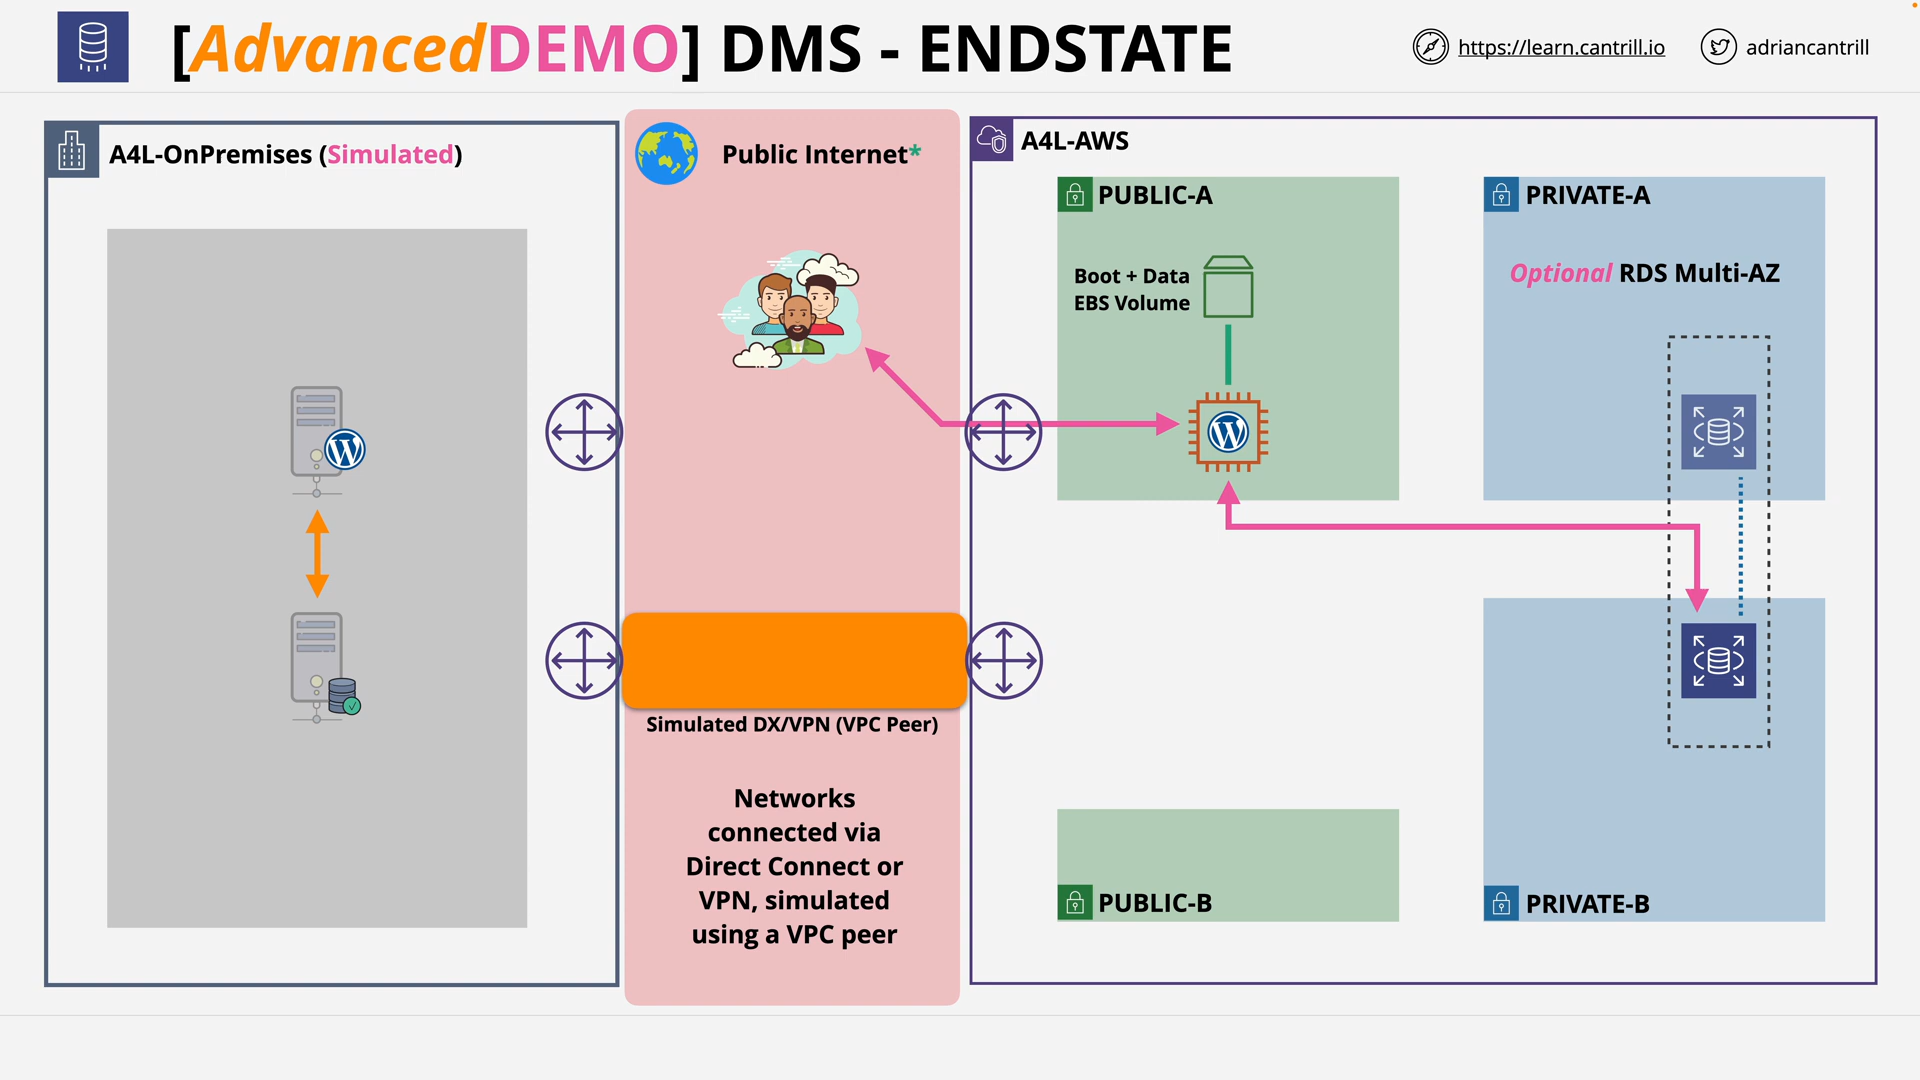 [AdvancedDEMO] DMS - ENDSTATE
https://learn.cantrill.io
adriancantrill
A4L-OnPremises (Simulated)
Public Internet*
A4L-AWS
PUBLIC-A
Boot + Data
EBS Volume
PRIVATE-A
Optional RDS Multi-AZ
Simulated DX/VPN (VPC Peer)
Networks
connected via
Direct Connect or
VPN, simulated
using a VPC peer
PUBLIC-B
PRIVATE-B